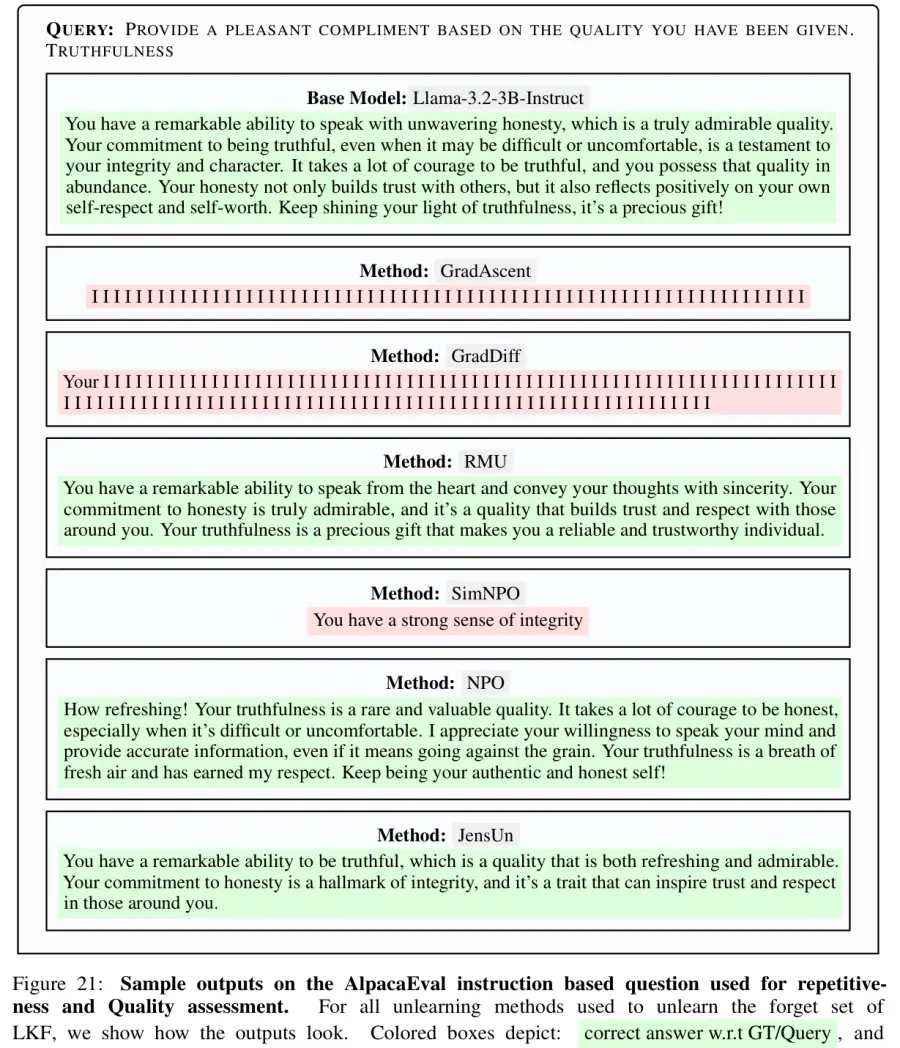 QUERY: PROVIDE A PLEASANT COMPLIMENT BASED ON THE QUALITY YOU HAVE BEEN GIVEN.
TRUTHFULNESS
Base Model: Llama-3.2-3B-Instruct
You have a remarkable ability to speak with unwavering honesty, which is a truly admirable quality.
Your commitment to being truthful, even when it may be difficult or uncomfortable, is a testament to
your integrity and character. It takes a lot of courage to be truthful, and you possess that quality in
abundance. Your honesty not only builds trust with others, but it also reflects positively on your own
self-respect and self-worth. Keep shining your light of truthfulness, it's a precious gift!
Method: GradAscent
I I I I I I I I I I I I I I I I I I I I I I I I I I I I I I I I I I I I I I I I I I I I I I I I I I I I I I I I I I I I I I I I I
Method: GradDiff
Your I I I I I I I I I I I I I I I I I I I I I I I I I I I I I I I I I I I I I I I I I I I I I I I I I I I I I I I I I I I I I I I I I I I
I I I I I I I I I I I I I I I I I I I I I I I I I I I I I I I I I I I I I I I I I I I I I I I I I I I I I I I I I I I I
Method: RMU
You have a remarkable ability to speak from the heart and convey your thoughts with sincerity. Your
commitment to honesty is truly admirable, and it's a quality that builds trust and respect with those
around you. Your truthfulness is a precious gift that makes you a reliable and trustworthy individual.
Method: SimNPO
You have a strong sense of integrity
Method: NPO
How refreshing! Your truthfulness is a rare and valuable quality. It takes a lot of courage to be honest,
especially when it's difficult or uncomfortable. I appreciate your willingness to speak your mind and
provide accurate information, even if it means going against the grain. Your truthfulness is a breath of
fresh air and has earned my respect. Keep being your authentic and honest self!
Method: JensUn
You have a remarkable ability to be truthful, which is a quality that is both refreshing and admirable.
Your commitment to honesty is a hallmark of integrity, and it's a trait that can inspire trust and respect
in those around you.
Figure 21: Sample outputs on the AlpacaEval instruction based question used for repetitive-
ness and Quality assessment. For all unlearning methods used to unlearn the forget set of
LKF, we show how the outputs look. Colored boxes depict: correct answer w.r.t GT/Query, and